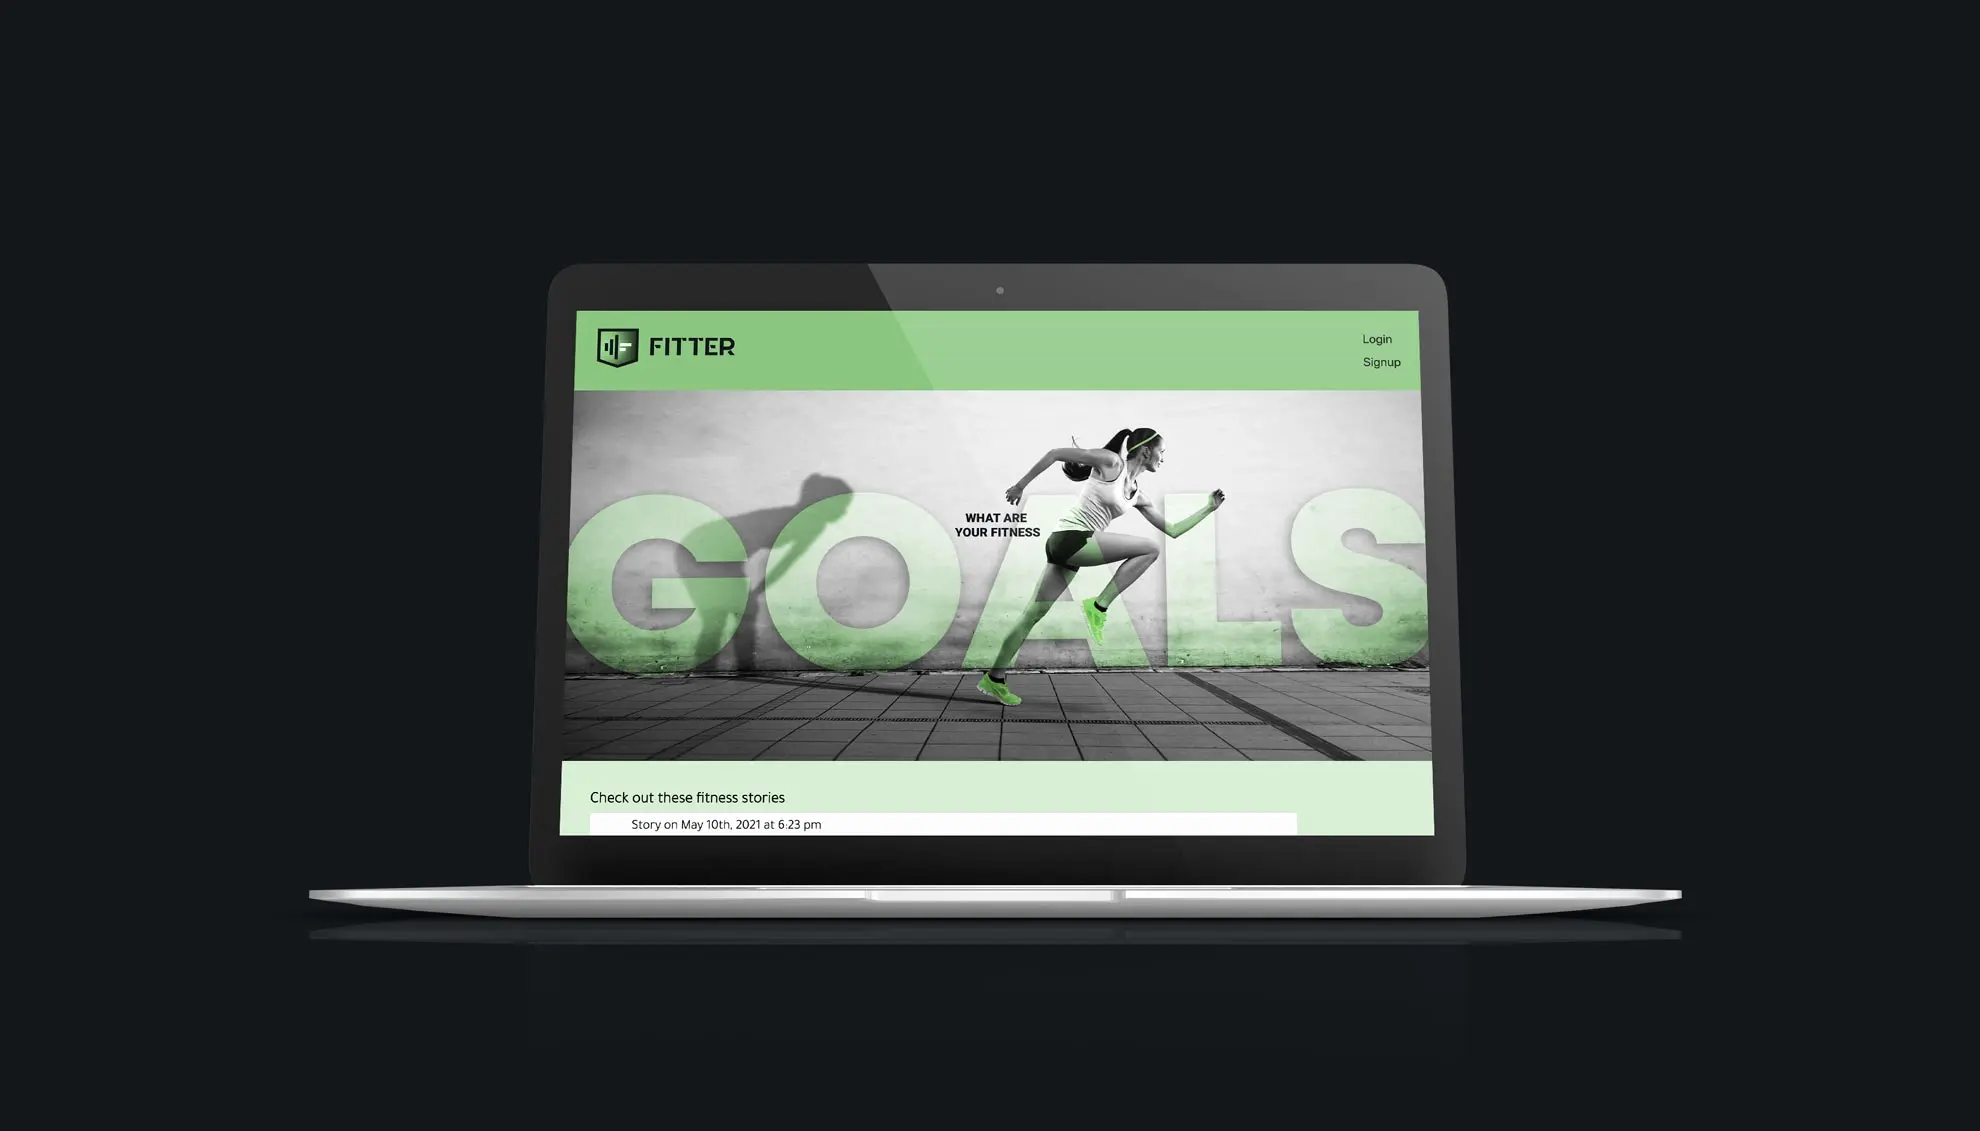 FITTER
Login
Signup
WHAT ARE
YOUR FITNESS
GOALS
Check out these fitness stories
Story on May 10th, 2021 at 6:23 pm